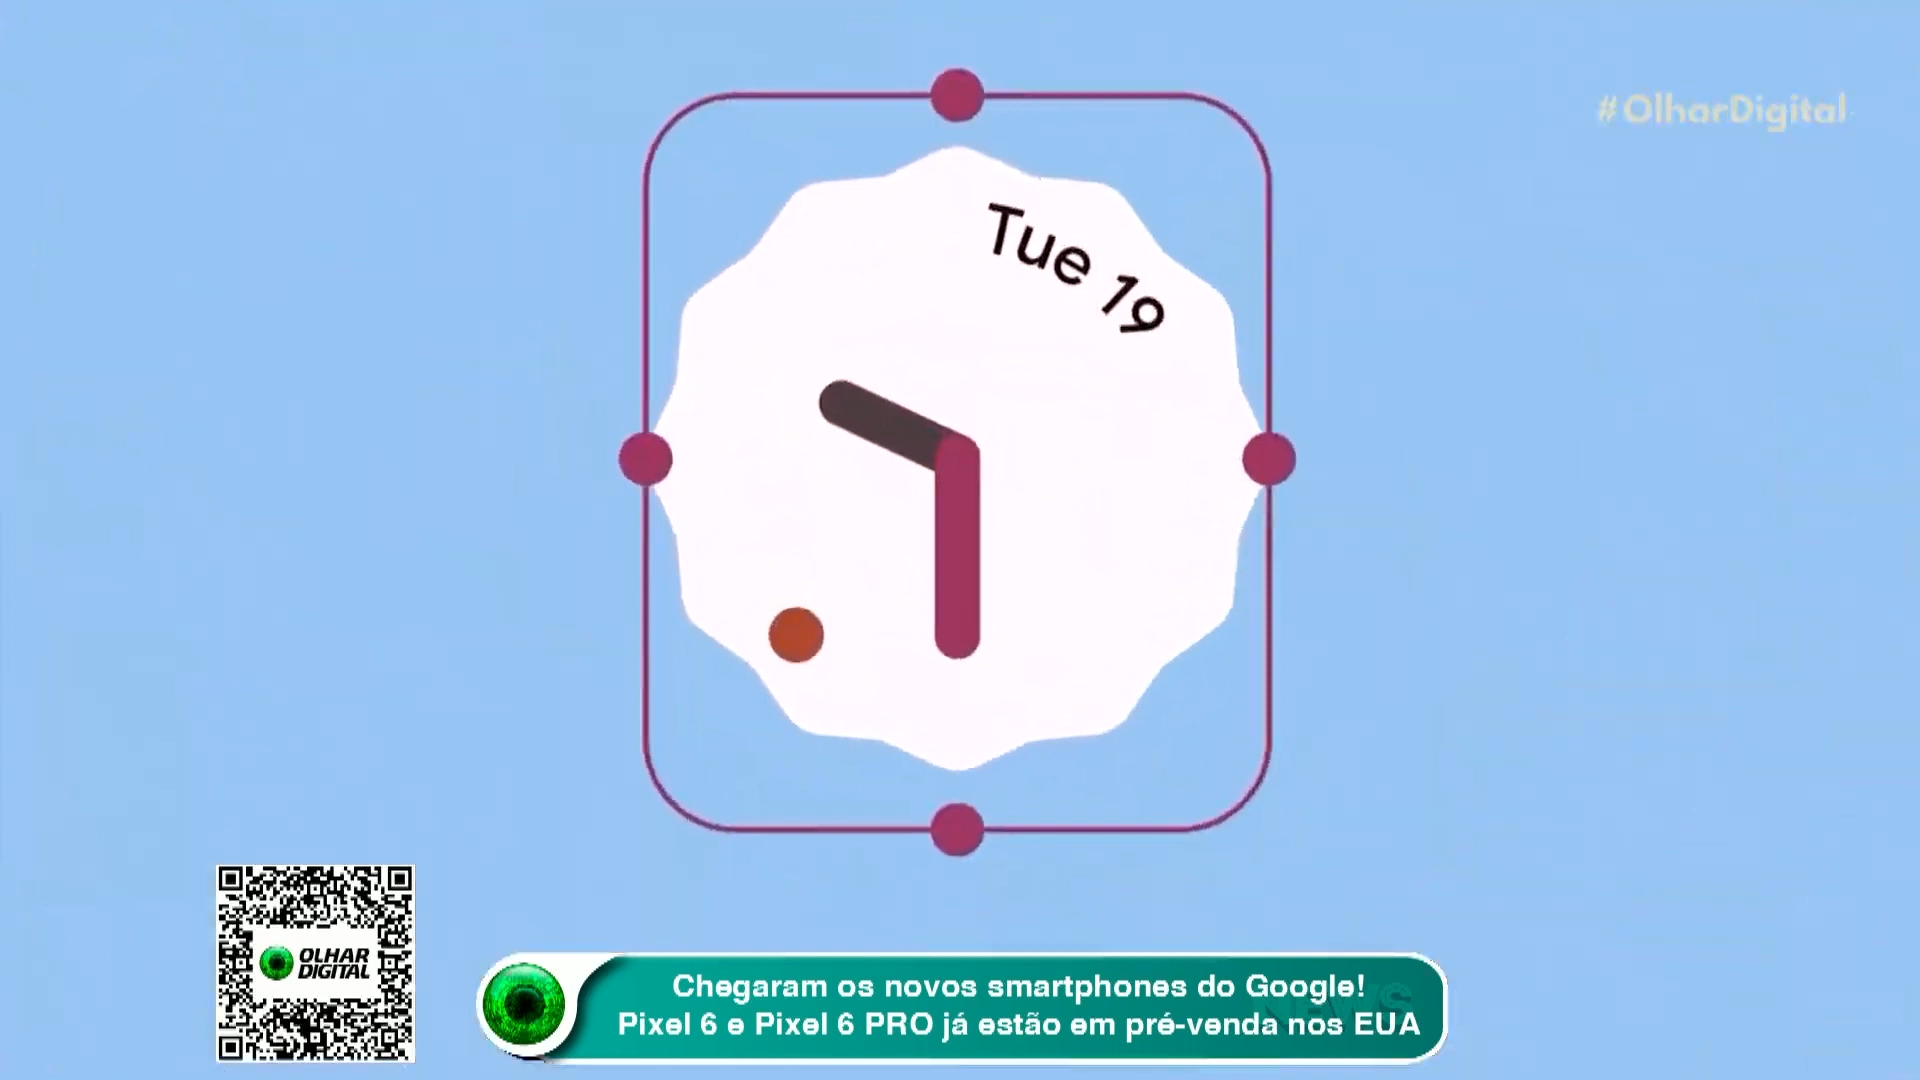 #OlharDigital
Tue 19
OLHAR
DIGITAL
Chegaram os novos smartphones do Google!
Pixel 6 e Pixel 6 PRO já estão em pré-venda nos EUA